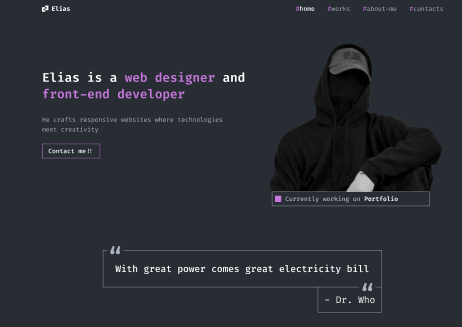 Elias
#home
#works
#about-me
#contacts
Elias is a web designer and
front-end developer
He crafts responsive websites where technologies
meet creativity
Contact me!!
Currently working on Portfolio
“
With great power comes great electricity bill
“
- Dr. Who